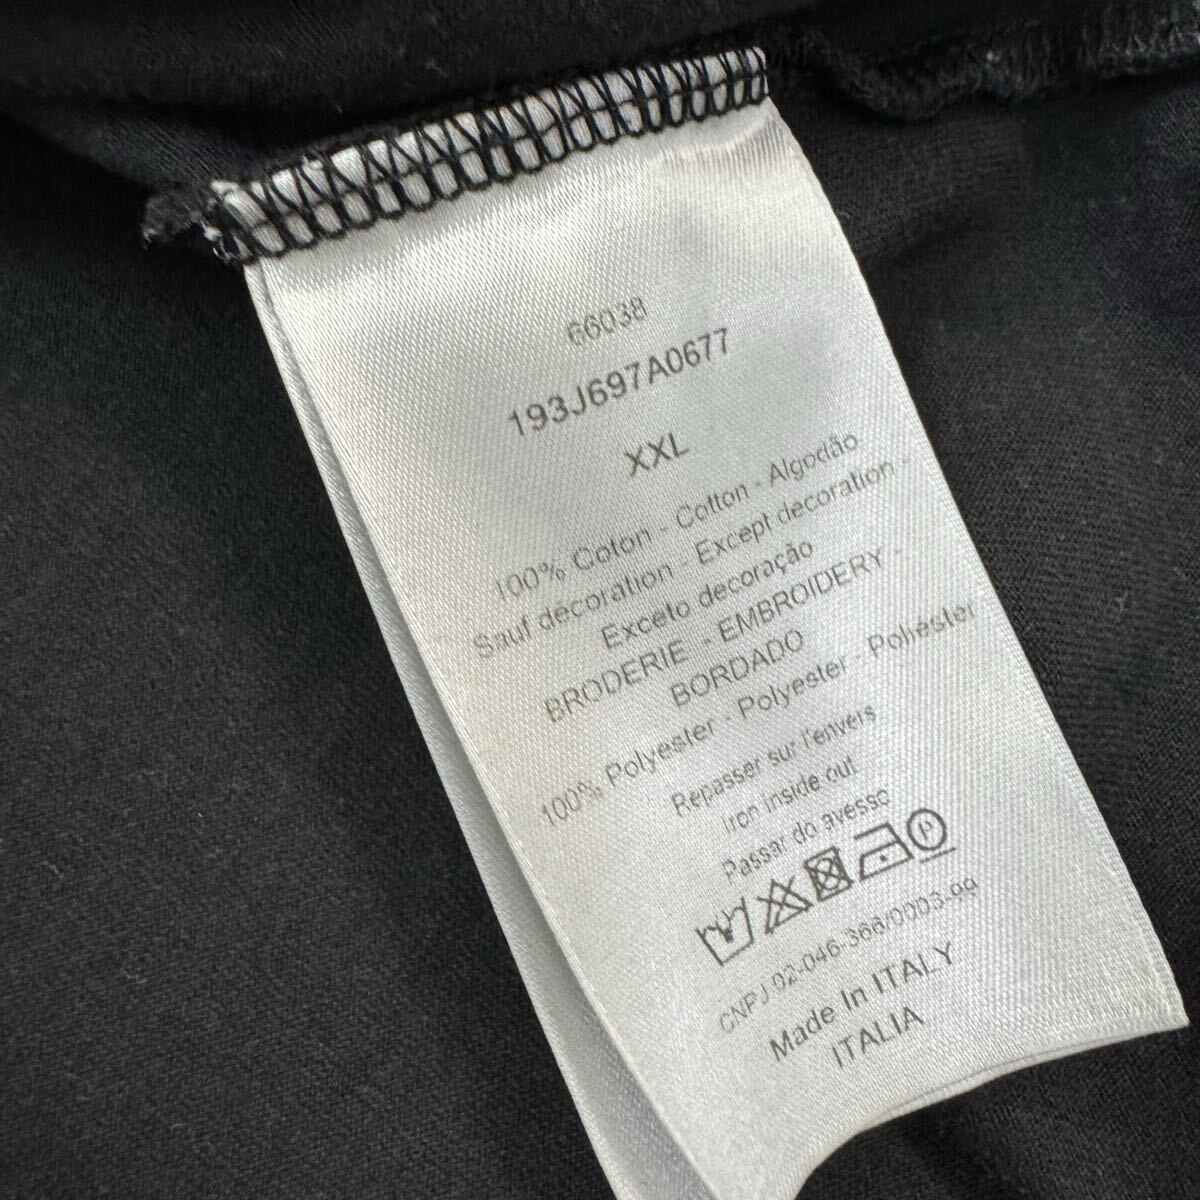 66038
193J697A0677
XXL
100% Coton - Cotton - Algodão
Sauf decoration - Except decoration -
Exceto decoração
BRODERIE - EMBROIDERY -
BORDADO
100% Polyester - Polyester - Poliéster
Repasser sur l'envers
Iron inside out
Passar do avesso
P
CNPJ 02-046-366/0003-99
Made In ITALY
ITALIA